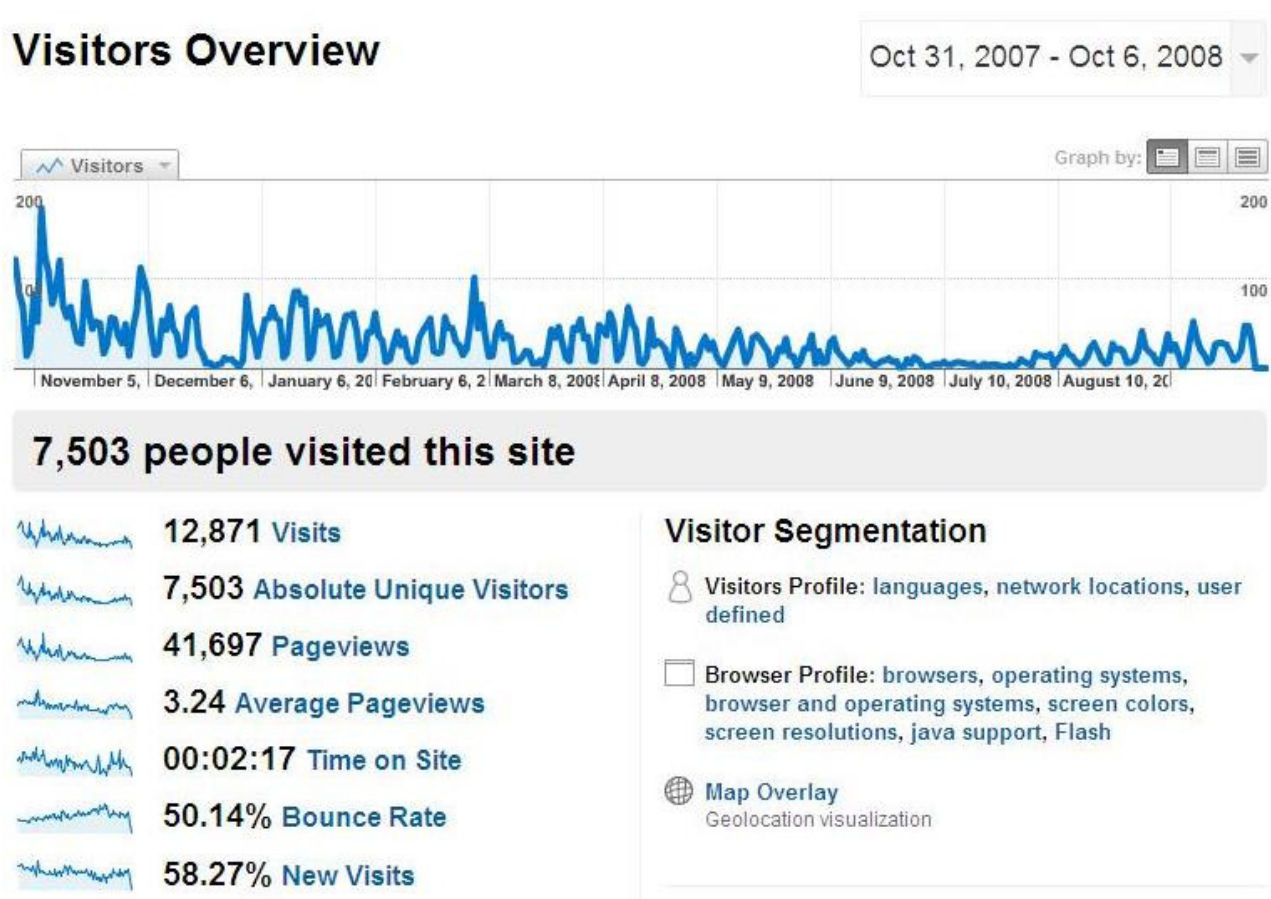 Visitors Overview
Oct 31, 2007 - Oct 6, 2008
Visitors
Graph by:
200
200
100
November 5, December 6, January 6, 20 February 6, 2 March 8, 2008 April 8, 2008 May 9, 2008 June 9, 2008 July 10, 2008 August 10, 20
7,503 people visited this site
12,871 Visits
7,503 Absolute Unique Visitors
41,697 Pageviews
3.24 Average Pageviews
00:02:17 Time on Site
50.14% Bounce Rate
58.27% New Visits
Visitor Segmentation
Visitors Profile: languages, network locations, user
defined
Browser Profile: browsers, operating systems,
browser and operating systems, screen colors,
screen resolutions, java support, Flash
Map Overlay
Geolocation visualization